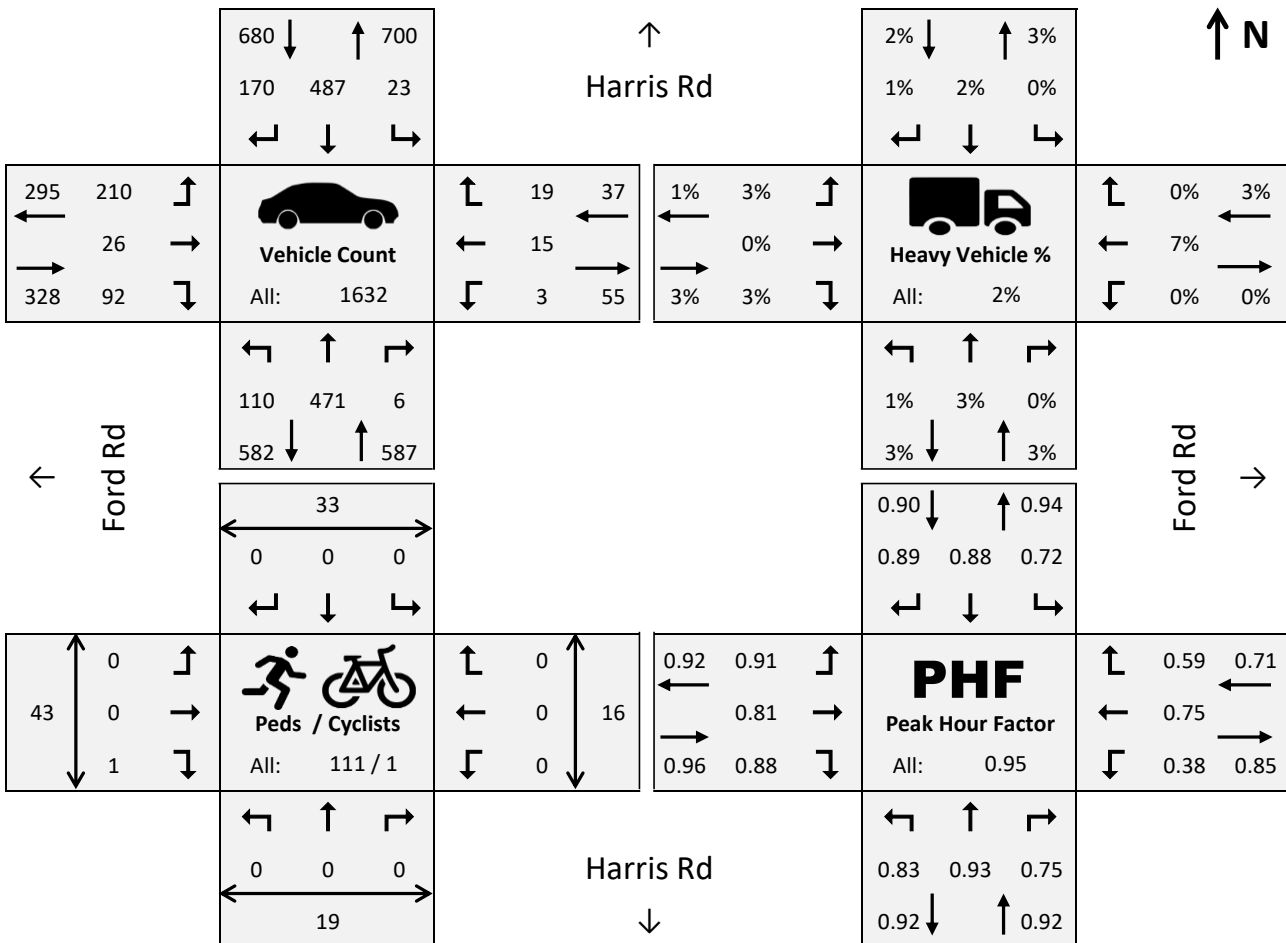 680 700
170 487 23
Harris Rd
2% 3%
1% 2% 0%
N
295 210
26
328 92
Vehicle Count
All: 1632
19 37
15
3 55
1% 3%
0%
3% 3%
Heavy Vehicle %
All: 2%
0% 3%
7%
0% 0%
110 471 6
582 587
1% 3% 0%
3% 3%
Ford Rd
Ford Rd
33
0 0 0
0.90 0.94
0.89 0.88 0.72
0
43 0
1
Peds / Cyclists
All: 111 / 1
0
0 16
0
0.92 0.91
0.81
0.96 0.88
PHF
Peak Hour Factor
All: 0.95
0.59 0.71
0.75
0.38 0.85
0 0 0
19
Harris Rd
0.83 0.93 0.75
0.92 0.92